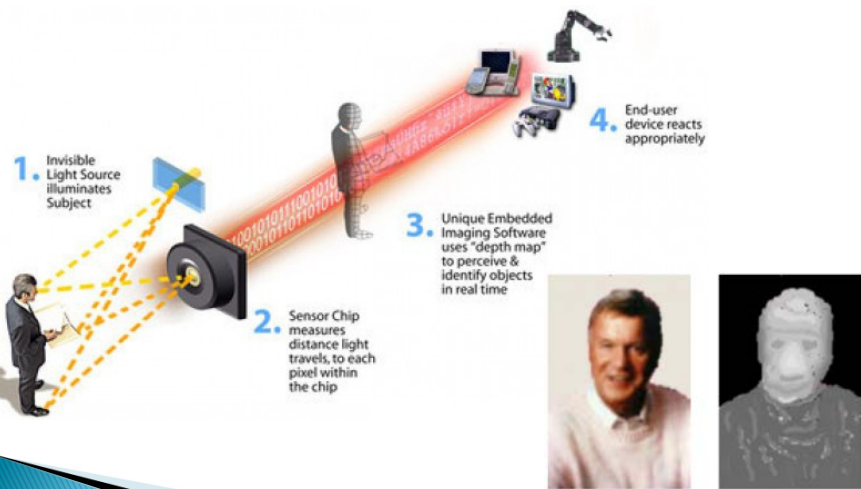 1. Invisible
Light Source
illuminates
Subject
2. Sensor Chip
measures
distance light
travels, to each
pixel within
the chip
3. Unique Embedded
Imaging Software
uses "depth map"
to perceive &
identify objects
in real time
4. End-user
device reacts
appropriately